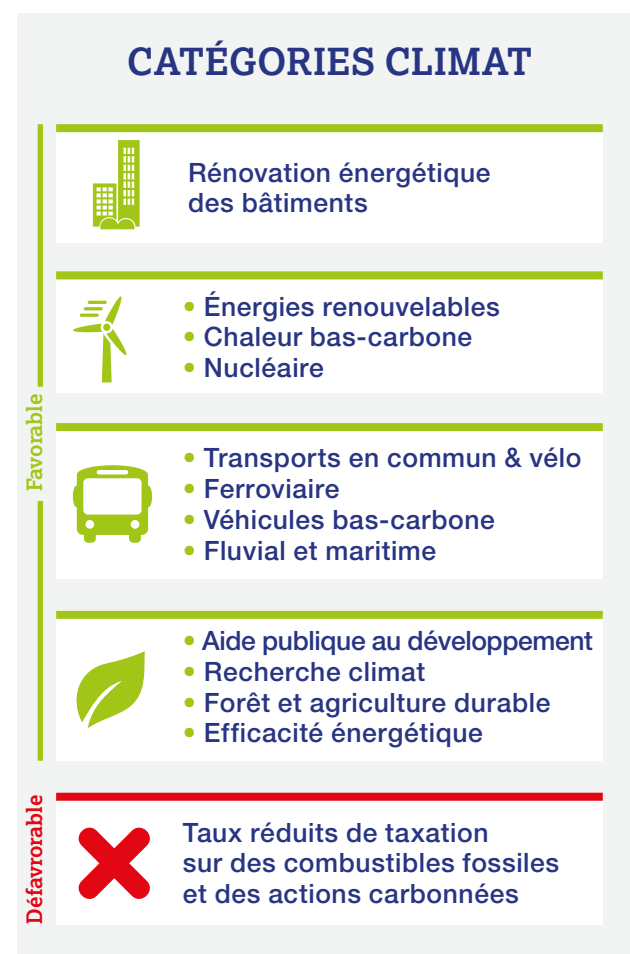 CATÉGORIES CLIMAT
Favorable
Rénovation énergétique
des bâtiments
• Énergies renouvelables
• Chaleur bas-carbone
• Nucléaire
• Transports en commun & vélo
• Ferroviaire
• Véhicules bas-carbone
• Fluvial et maritime
• Aide publique au développement
• Recherche climat
• Forêt et agriculture durable
• Efficacité énergétique
Défavrorable
Taux réduits de taxation
sur des combustibles fossiles
et des actions carbonnées